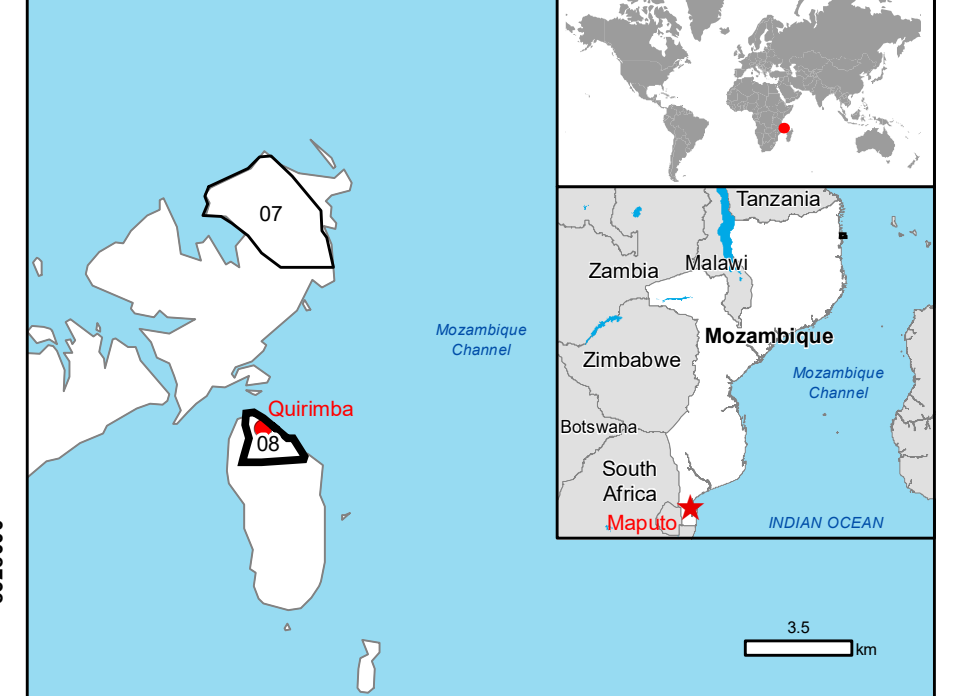 07
Mozambique
Channel
Quirimba
08
Tanzania
Zambia
Malawi
Mozambique
Zimbabwe
Mozambique
Channel
Botswana
South
Africa
Maputo
INDIAN OCEAN
3.5
km